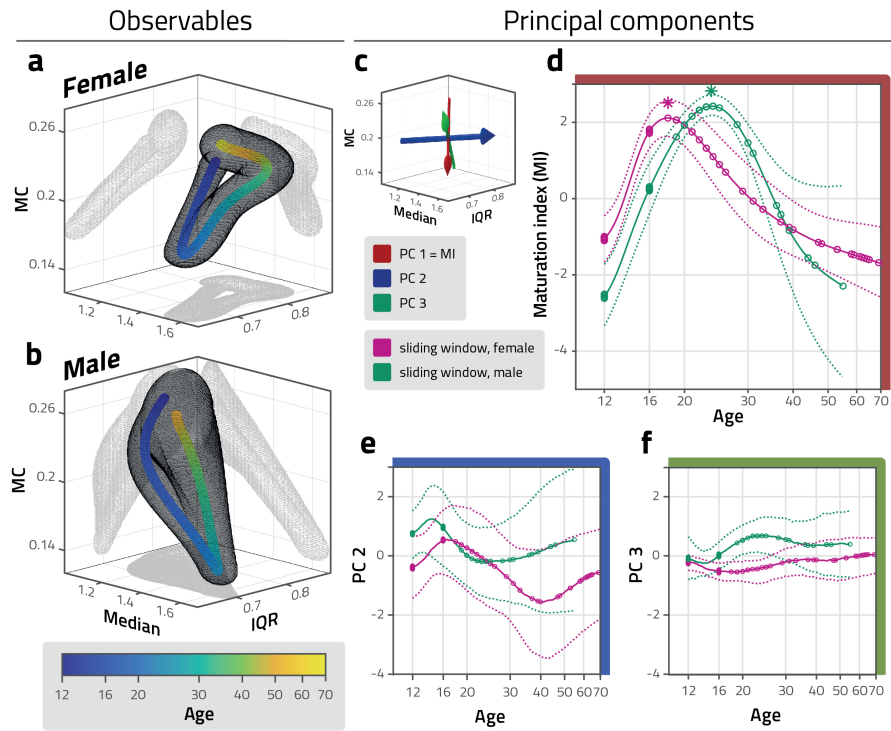 Observables
Principal components
a
Female
0.26
MC
0.2
0.14
1.2
1.4
1.6
0.7
0.8
b
Male
0.26
MC
0.2
0.14
1.2
1.4
1.6
Median
0.7
0.8
IQR
12 16 20 30 40 50 60 70
Age
c
0.26
MC
0.2
0.14
1.2
1.4
1.6
Median
0.7
0.8
IQR
PC 1 = MI
PC 2
PC 3
sliding window, female
sliding window, male
d
Maturation index (MI)
2
0
-2
-4
12 16 20 30 40 50 60 70
Age
e
PC 2
2
0
-2
-4
12 16 20 30 40 50 60 70
Age
f
PC 3
2
0
-2
-4
12 16 20 30 40 50 60 70
Age